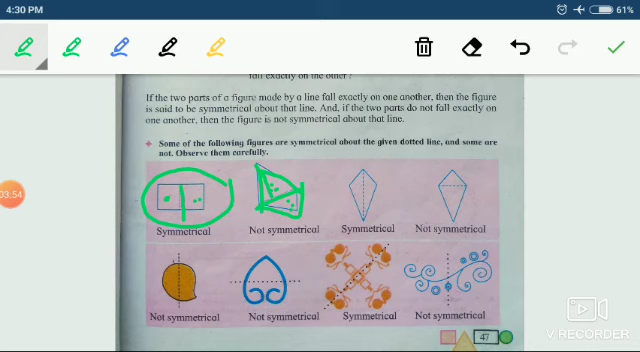 4:30 PM
61%
fall exactly on the other ?
If the two parts of a figure made by a line fall exactly on one another, then the figure
is said to be symmetrical about that line. And, if the two parts do not fall exactly on
one another, then the figure is not symmetrical about that line.
Some of the following figures are symmetrical about the given dotted line, and some are
not. Observe them carefully.
03:54
Symmetrical Not symmetrical Symmetrical Not symmetrical
Not symmetrical Not symmetrical Symmetrical Not symmetrical
47
V RECORDER